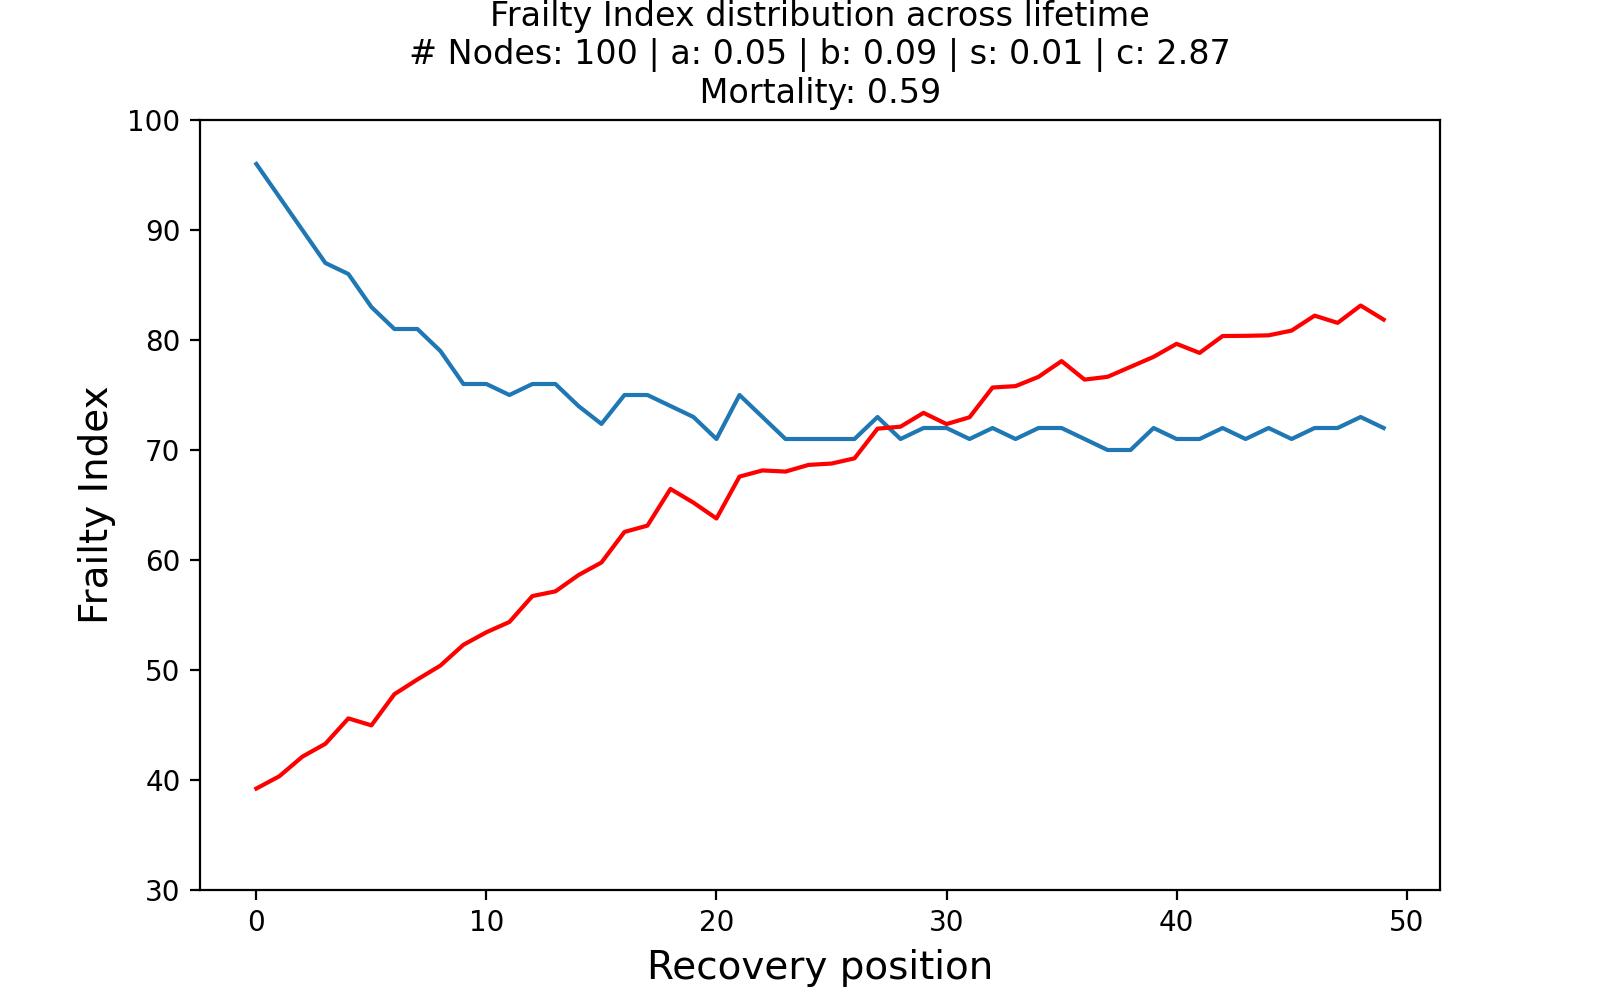 Frailty Index distribution across lifetime
# Nodes: 100 | a: 0.05 | b: 0.09 | s: 0.01 | c: 2.87
Mortality: 0.59
100
90
80
70
60
50
40
30
Frailty Index
0 10 20 30 40 50
Recovery position